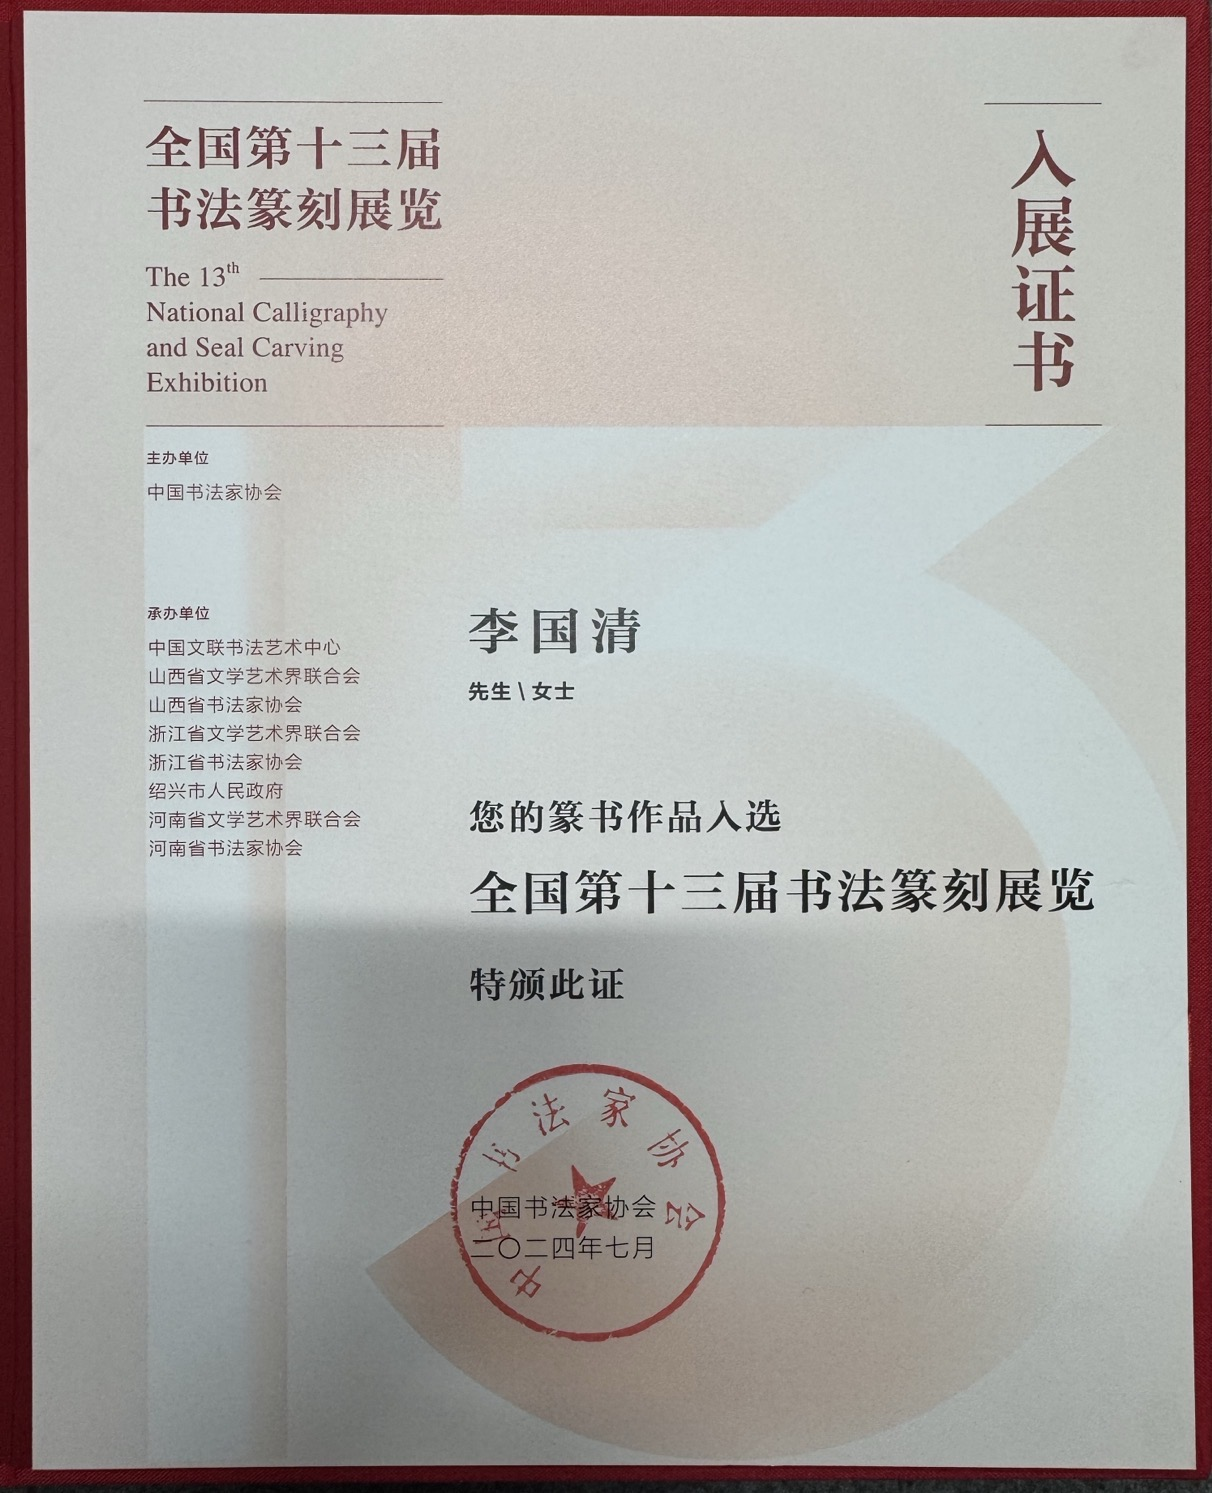 全国第十三届
书法篆刻展览
The 13th
National Calligraphy
and Seal Carving
Exhibition
入展证书
主办单位
中国书法家协会
承办单位
中国文联书法艺术中心
山西省文学艺术界联合会
山西省书法家协会
浙江省文学艺术界联合会
浙江省书法家协会
绍兴市人民政府
河南省文学艺术界联合会
河南省书法家协会
李国清
先生\女士
您的篆书作品入选
全国第十三届书法篆刻展览
特颁此证
中国书法家协会
二〇二四年七月
中国书法家协会